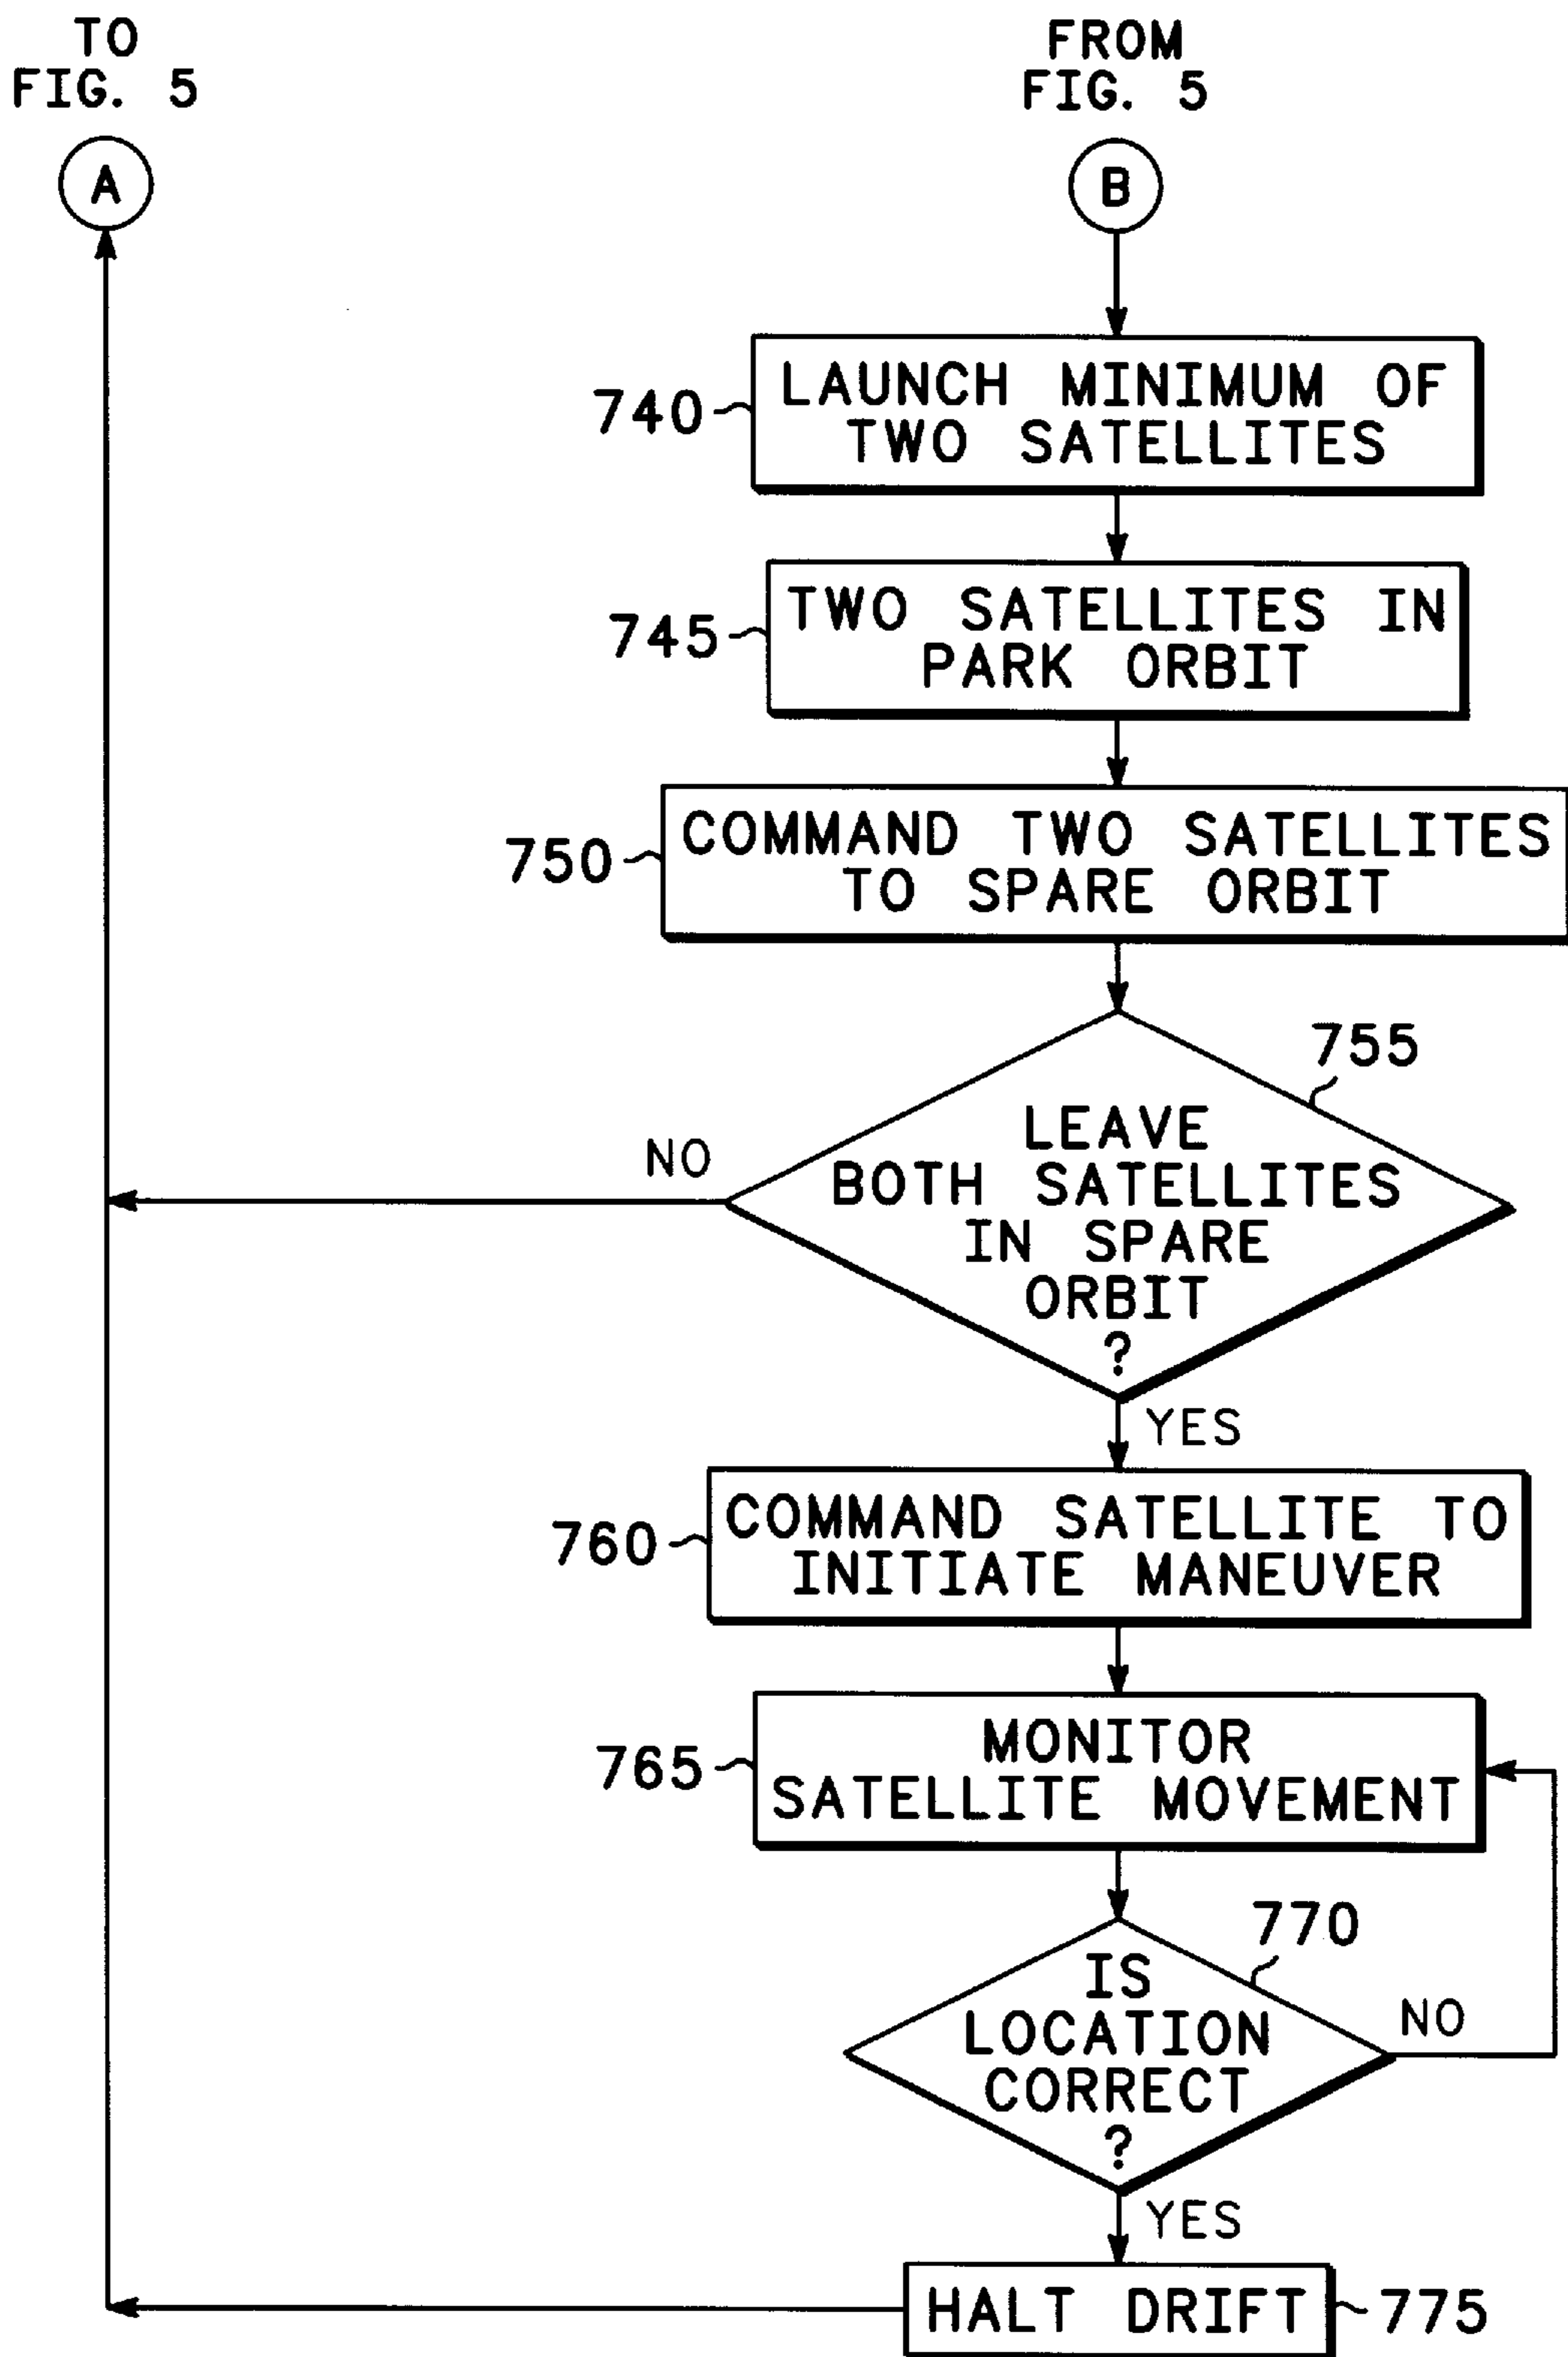 TO
FIG. 5
A
FROM
FIG. 5
B
740
LAUNCH MINIMUM OF
TWO SATELLITES
745
TWO SATELLITES IN
PARK ORBIT
750
COMMAND TWO SATELLITES
TO SPARE ORBIT
755
LEAVE
BOTH SATELLITES
IN SPARE
ORBIT
?
NO
YES
760
COMMAND SATELLITE TO
INITIATE MANEUVER
765
MONITOR
SATELLITE MOVEMENT
770
IS
LOCATION
CORRECT
?
NO
YES
HALT DRIFT
775